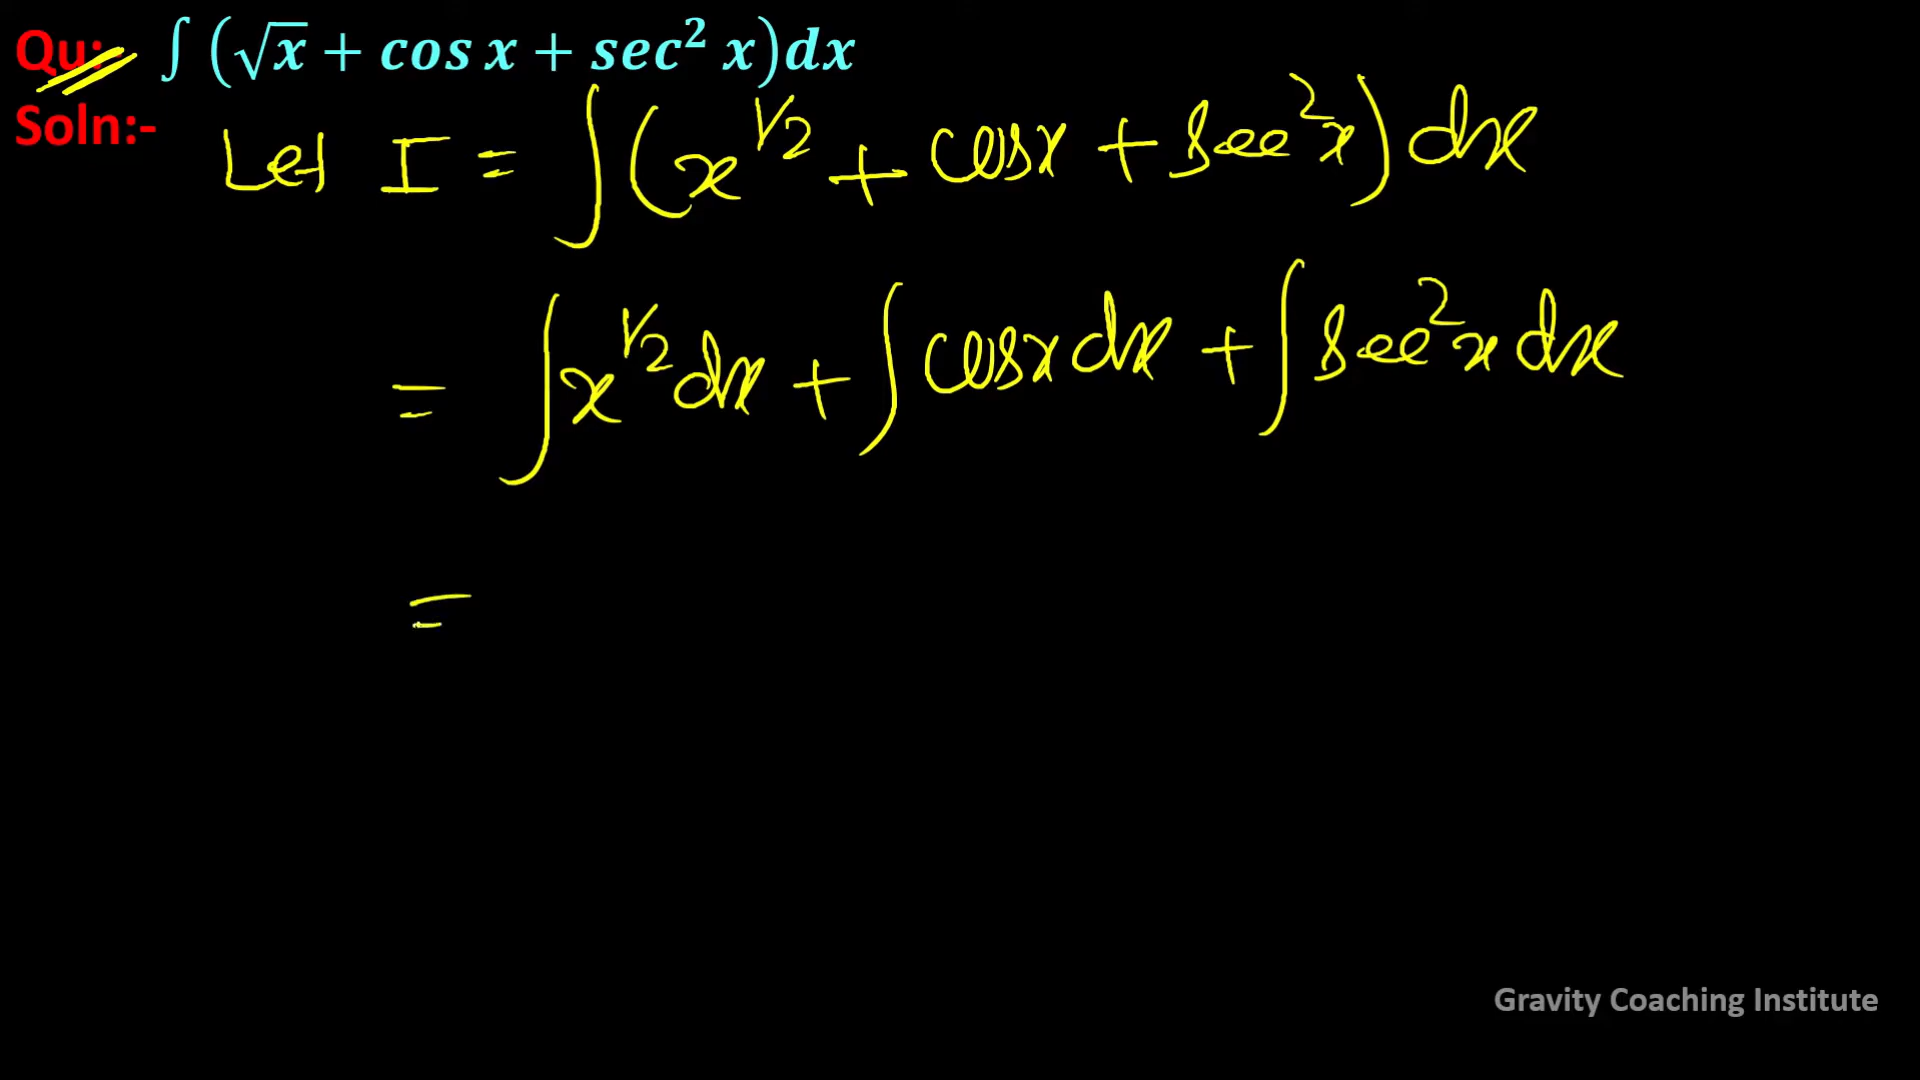 Qu:- ∫ (√x + cos x + sec² x)dx
Soln:-
Let I = ∫(x^1/2 + cosx + sec²x) dx
= ∫x^1/2 dx + ∫cosx dx + ∫sec²x dx
=
Gravity Coaching Institute